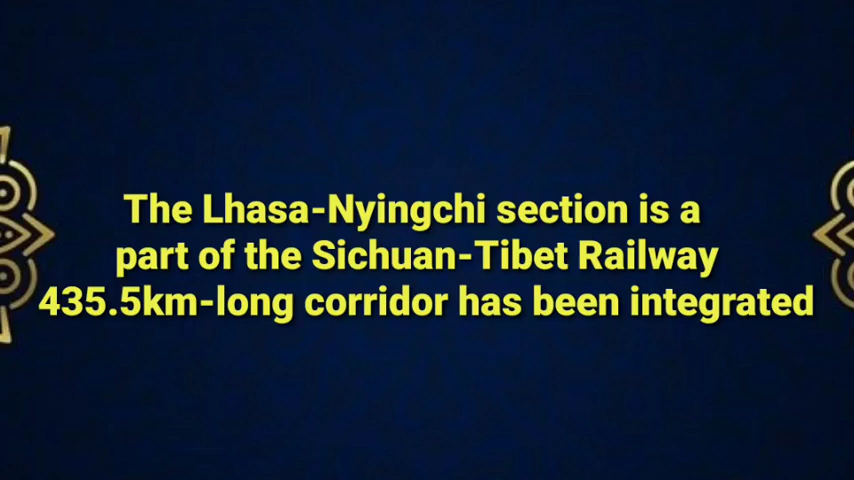 The Lhasa-Nyingchi section is a
part of the Sichuan-Tibet Railway
435.5km-long corridor has been integrated